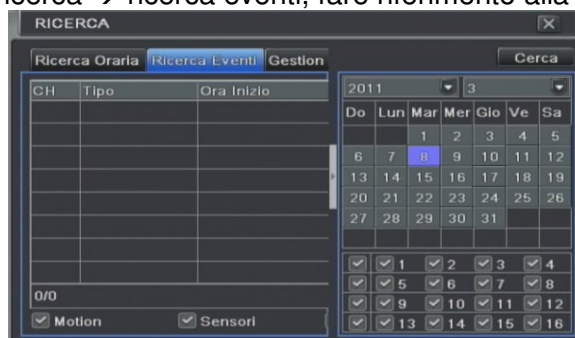 icerca → ricerca eventi, fare riferimento alla
RICERCA
Ricerca Oraria Ricerca Eventi Gestion
Cerca
CH Tipo Ora Inizio
0/0
Motion Sensori
2011 3
Do Lun Mar Mer Gio Ve Sa
1 2 3 4 5
6 7 8 9 10 11 12
13 14 15 16 17 18 19
20 21 22 23 24 25 26
27 28 29 30 31
1 2 3 4
5 6 7 8
9 10 11 12
13 14 15 16